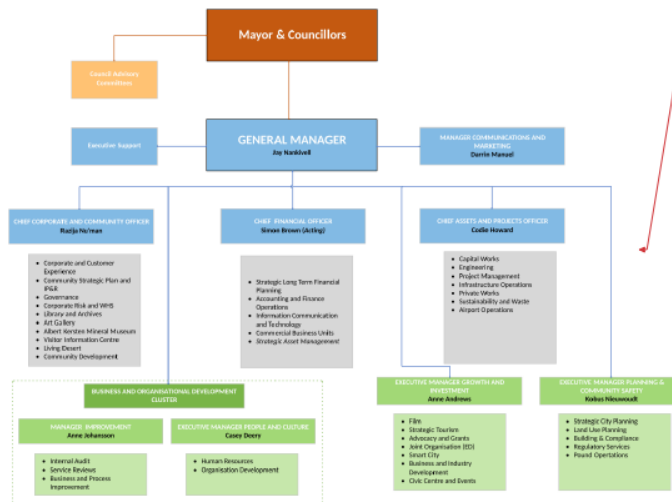 Mayor & Councillors
Council Advisory
Committees
Executive Support
GENERAL MANAGER
Jay Nankivell
MANAGER COMMUNICATIONS AND
MARKETING
Darrin Manuel
CHIEF CORPORATE AND COMMUNITY OFFICER
Razija Nu'man
CHIEF FINANCIAL OFFICER
Simon Brown (Acting)
CHIEF ASSETS AND PROJECTS OFFICER
Codie Howard
• Corporate and Customer
Experience
• Community Strategic Plan and
IP&R
• Governance
• Corporate Risk and WHS
• Library and Archives
• Art Gallery
• Albert Kersten Mineral Museum
• Visitor Information Centre
• Living Desert
• Community Development
• Strategic Long Term Financial
Planning
• Accounting and Finance
Operations
• Information Communication
and Technology
• Commercial Business Units
• Strategic Asset Management
• Capital Works
• Engineering
• Project Management
• Infrastructure Operations
• Private Works
• Sustainability and Waste
• Airport Operations
BUSINESS AND ORGANISATIONAL DEVELOPMENT
CLUSTER
MANAGER IMPROVEMENT
Anne Johansson
EXECUTIVE MANAGER PEOPLE AND CULTURE
Casey Deery
EXECUTIVE MANAGER GROWTH AND
INVESTMENT
Anne Andrews
EXECUTIVE MANAGER PLANNING &
COMMUNITY SAFETY
Kobus Nieuwoudt
• Internal Audit
• Service Reviews
• Business and Process
Improvement
• Human Resources
• Organisation Development
• Film
• Strategic Tourism
• Advocacy and Grants
• Joint Organisation (ED)
• Smart City
• Business and Industry
Development
• Civic Centre and Events
• Strategic City Planning
• Land Use Planning
• Building & Compliance
• Regulatory Services
• Pound Opertations